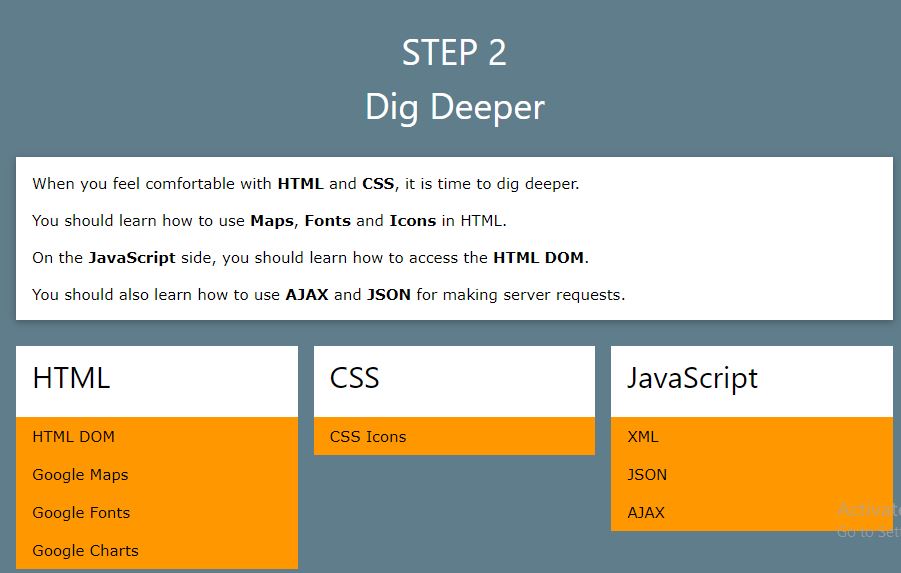 STEP 2
Dig Deeper
When you feel comfortable with HTML and CSS, it is time to dig deeper.
You should learn how to use Maps, Fonts and Icons in HTML.
On the JavaScript side, you should learn how to access the HTML DOM.
You should also learn how to use AJAX and JSON for making server requests.
HTML
HTML DOM
Google Maps
Google Fonts
Google Charts
CSS
CSS Icons
JavaScript
XML
JSON
AJAX
Activate
Go to Sett